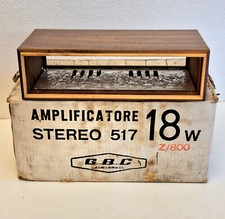 AMPLIFICATORE
STEREO 517 18 W
Z/800
G.B.C